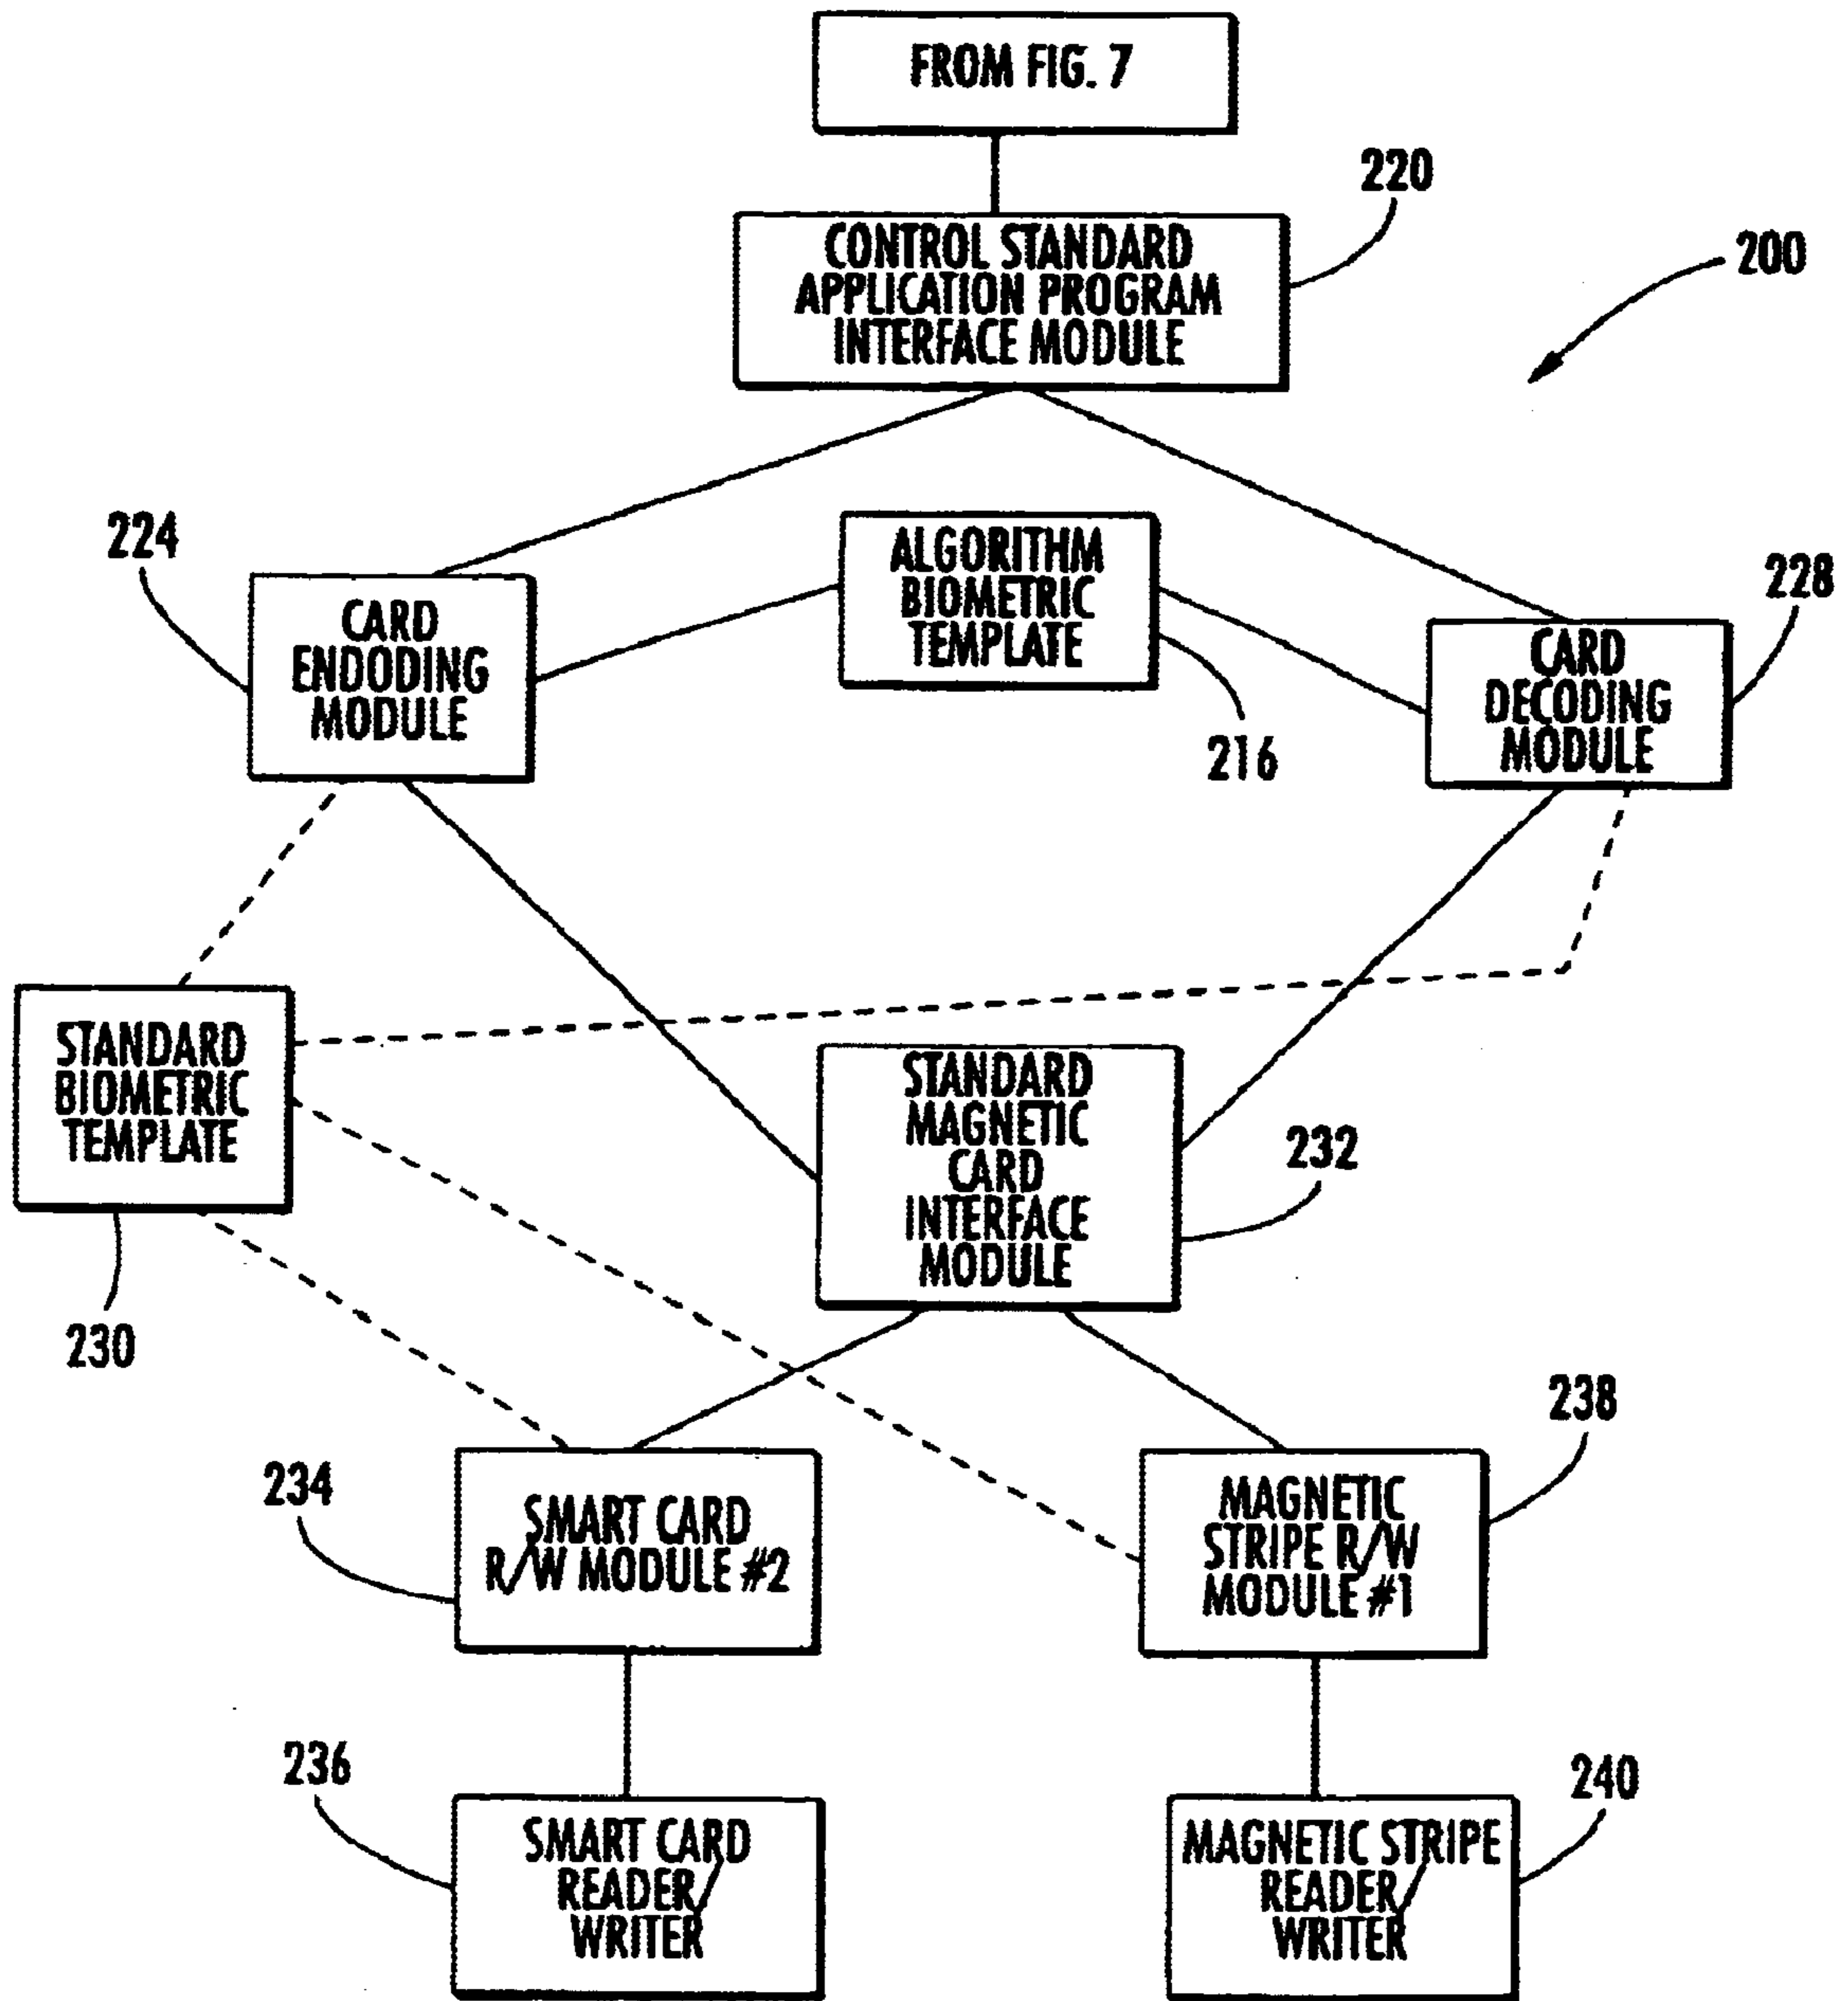 FROM FIG. 7
220
CONTROL STANDARD
APPLICATION PROGRAM
INTERFACE MODULE
200
224
CARD
ENDODING
MODULE
ALGORITHM
BIOMETRIC
TEMPLATE
216
228
CARD
DECODING
MODULE
STANDARD
BIOMETRIC
TEMPLATE
230
STANDARD
MAGNETIC
CARD
INTERFACE
MODULE
232
234
SMART CARD
R/W MODULE #2
238
MAGNETIC
STRIPE R/W
MODULE #1
236
SMART CARD
READER/
WRITER
240
MAGNETIC STRIPE
READER/
WRITER